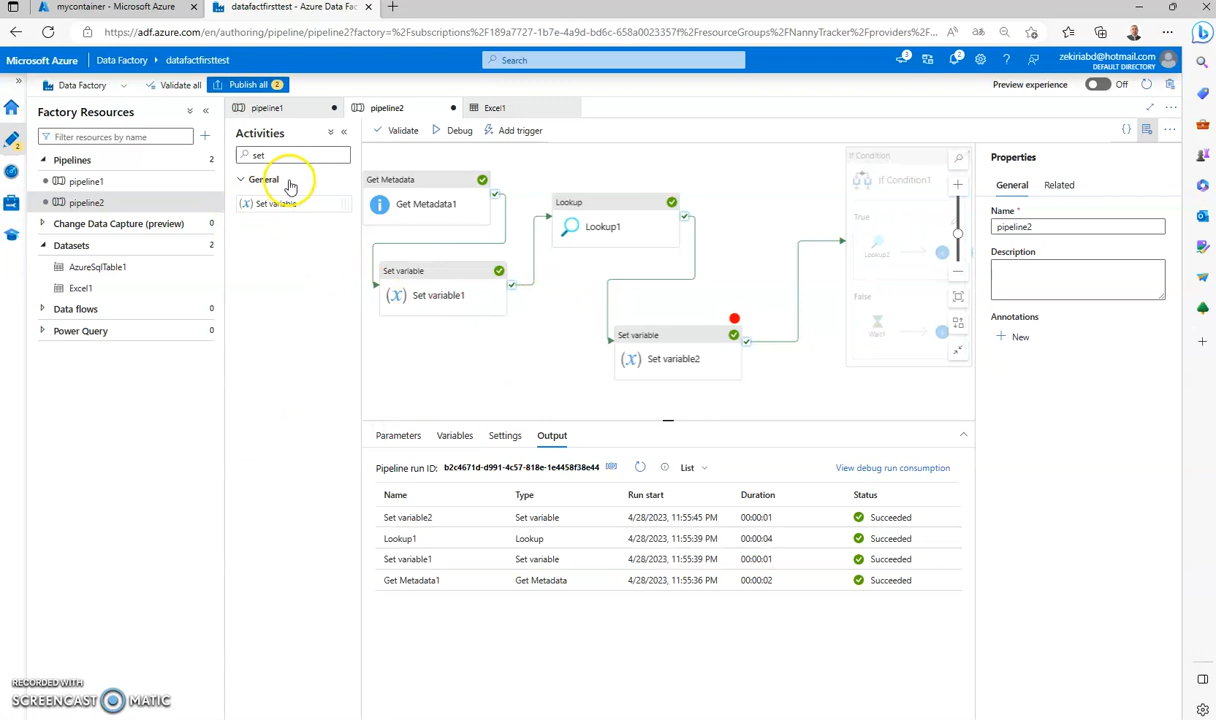 mycontainer - Microsoft Azure
datafactfirsttest - Azure Data Fac
https://adf.azure.com/en/authoring/pipeline/pipeline2?factory=%2Fsubscriptions%2F189a7727-1b7e-4a9d-bd6c-658a0023357f%2FresourceGroups%2FNannyTracker%2Fproviders%2...
Microsoft Azure
Data Factory
datafactfirsttest
Search
3
2
zekiriabd@hotmail.com
DEFAULT DIRECTORY
Data Factory
Validate all
Publish all 2
Preview experience
Off
Factory Resources
Activities
pipeline1
pipeline2
Excel1
Filter resources by name
set
Validate
Debug
Add trigger
Pipelines 2
pipeline1
pipeline2
Change Data Capture (preview) 0
Datasets 2
AzureSqlTable1
Excel1
Data flows 0
Power Query 0
General
Set variable
Get Metadata
Get Metadata1
Set variable
Set variable1
Lookup
Lookup1
Set variable
Set variable2
If Condition
If Condition1
True
Lookup2
False
Wait1
Properties
General
Related
Name *
pipeline2
Description
Annotations
New
Parameters
Variables
Settings
Output
Pipeline run ID: b2c4671d-d991-4c57-818e-1e4458f38e44
List
View debug run consumption
Name Type Run start Duration Status
Set variable2 Set variable 4/28/2023, 11:55:45 PM 00:00:01 Succeeded
Lookup1 Lookup 4/28/2023, 11:55:39 PM 00:00:04 Succeeded
Set variable1 Set variable 4/28/2023, 11:55:39 PM 00:00:01 Succeeded
Get Metadata1 Get Metadata 4/28/2023, 11:55:36 PM 00:00:02 Succeeded
RECORDED WITH
SCREENCAST MATIC